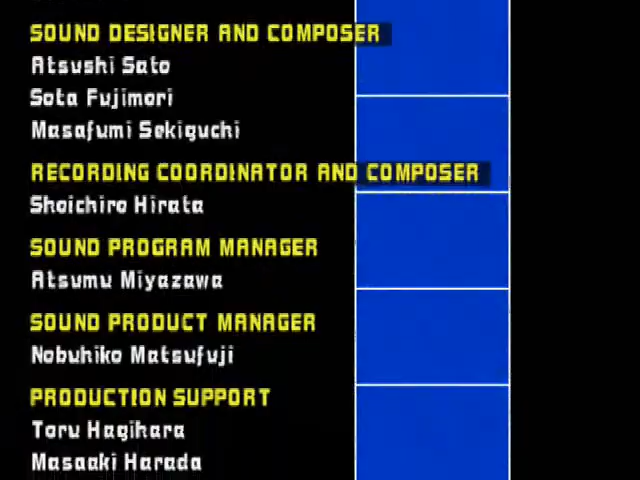 SOUND DESIGNER AND COMPOSER
Atsushi Sato
Sota Fujimori
Masafumi Sekiguchi
RECORDING COORDINATOR AND COMPOSER
Shoichiro Hirata
SOUND PROGRAM MANAGER
Atsumu Miyazawa
SOUND PRODUCT MANAGER
Nobuhiko Matsufuji
PRODUCTION SUPPORT
Toru Hagihara
Masaaki Harada